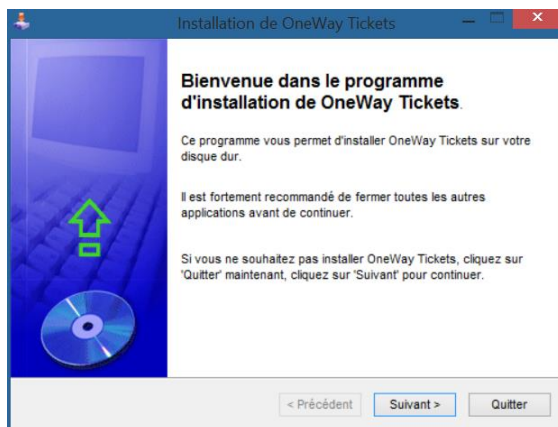 Installation de OneWay Tickets
Bienvenue dans le programme
d'installation de OneWay Tickets.
Ce programme vous permet d'installer OneWay Tickets sur votre
disque dur.
Il est fortement recommandé de fermer toutes les autres
applications avant de continuer.
Si vous ne souhaitez pas installer OneWay Tickets, cliquez sur
'Quitter' maintenant, cliquez sur 'Suivant' pour continuer.
< Précédent
Suivant >
Quitter